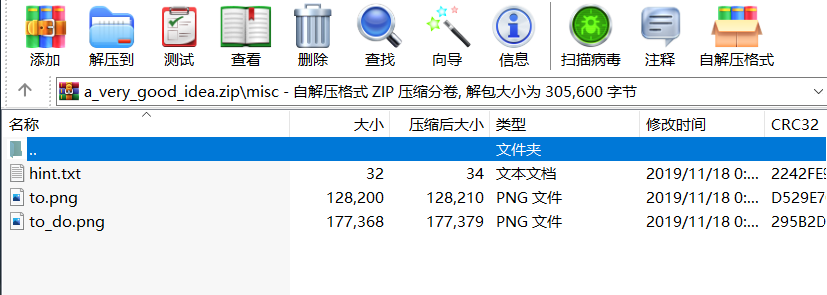 添加 解压到 测试 查看 删除 查找 向导 信息 扫描病毒 注释 自解压格式
a_very_good_idea.zip\misc - 自解压格式 ZIP 压缩分卷, 解包大小为 305,600 字节
名称 大小 压缩后大小 类型 修改时间 CRC32
.. 文件夹
hint.txt 32 34 文本文档 2019/11/18 0:... 2242FE9
to.png 128,200 128,210 PNG 文件 2019/11/18 0:... D529E7
to_do.png 177,368 177,379 PNG 文件 2019/11/18 0:... 295B2D